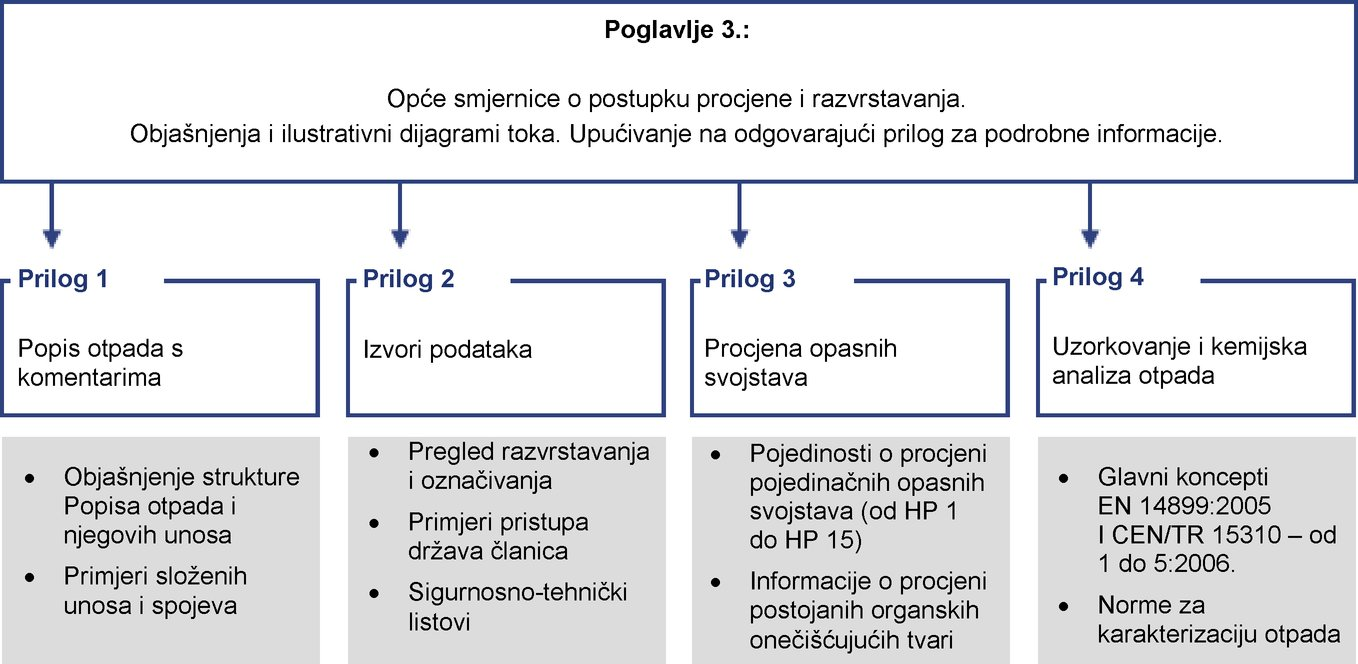 Poglavlje 3.:
Opće smjernice o postupku procjene i razvrstavanja.
Objašnjenja i ilustrativni dijagrami toka. Upućivanje na odgovarajući prilog za podrobne informacije.
Prilog 1
Popis otpada s
komentarima
• Objašnjenje strukture
Popisa otpada i
njegovih unosa
• Primjeri složenih
unosa i spojeva
Prilog 2
Izvori podataka
• Pregled razvrstavanja
i označivanja
• Primjeri pristupa
država članica
• Sigurnosno-tehnički
listovi
Prilog 3
Procjena opasnih
svojstava
• Pojedinosti o procjeni
pojedinačnih opasnih
svojstava (od HP 1
do HP 15)
• Informacije o procjeni
postojanih organskih
onečišćujućih tvari
Prilog 4
Uzorkovanje i kemijska
analiza otpada
• Glavni koncepti
EN 14899:2005
I CEN/TR 15310 – od
1 do 5:2006.
• Norme za
karakterizaciju otpada